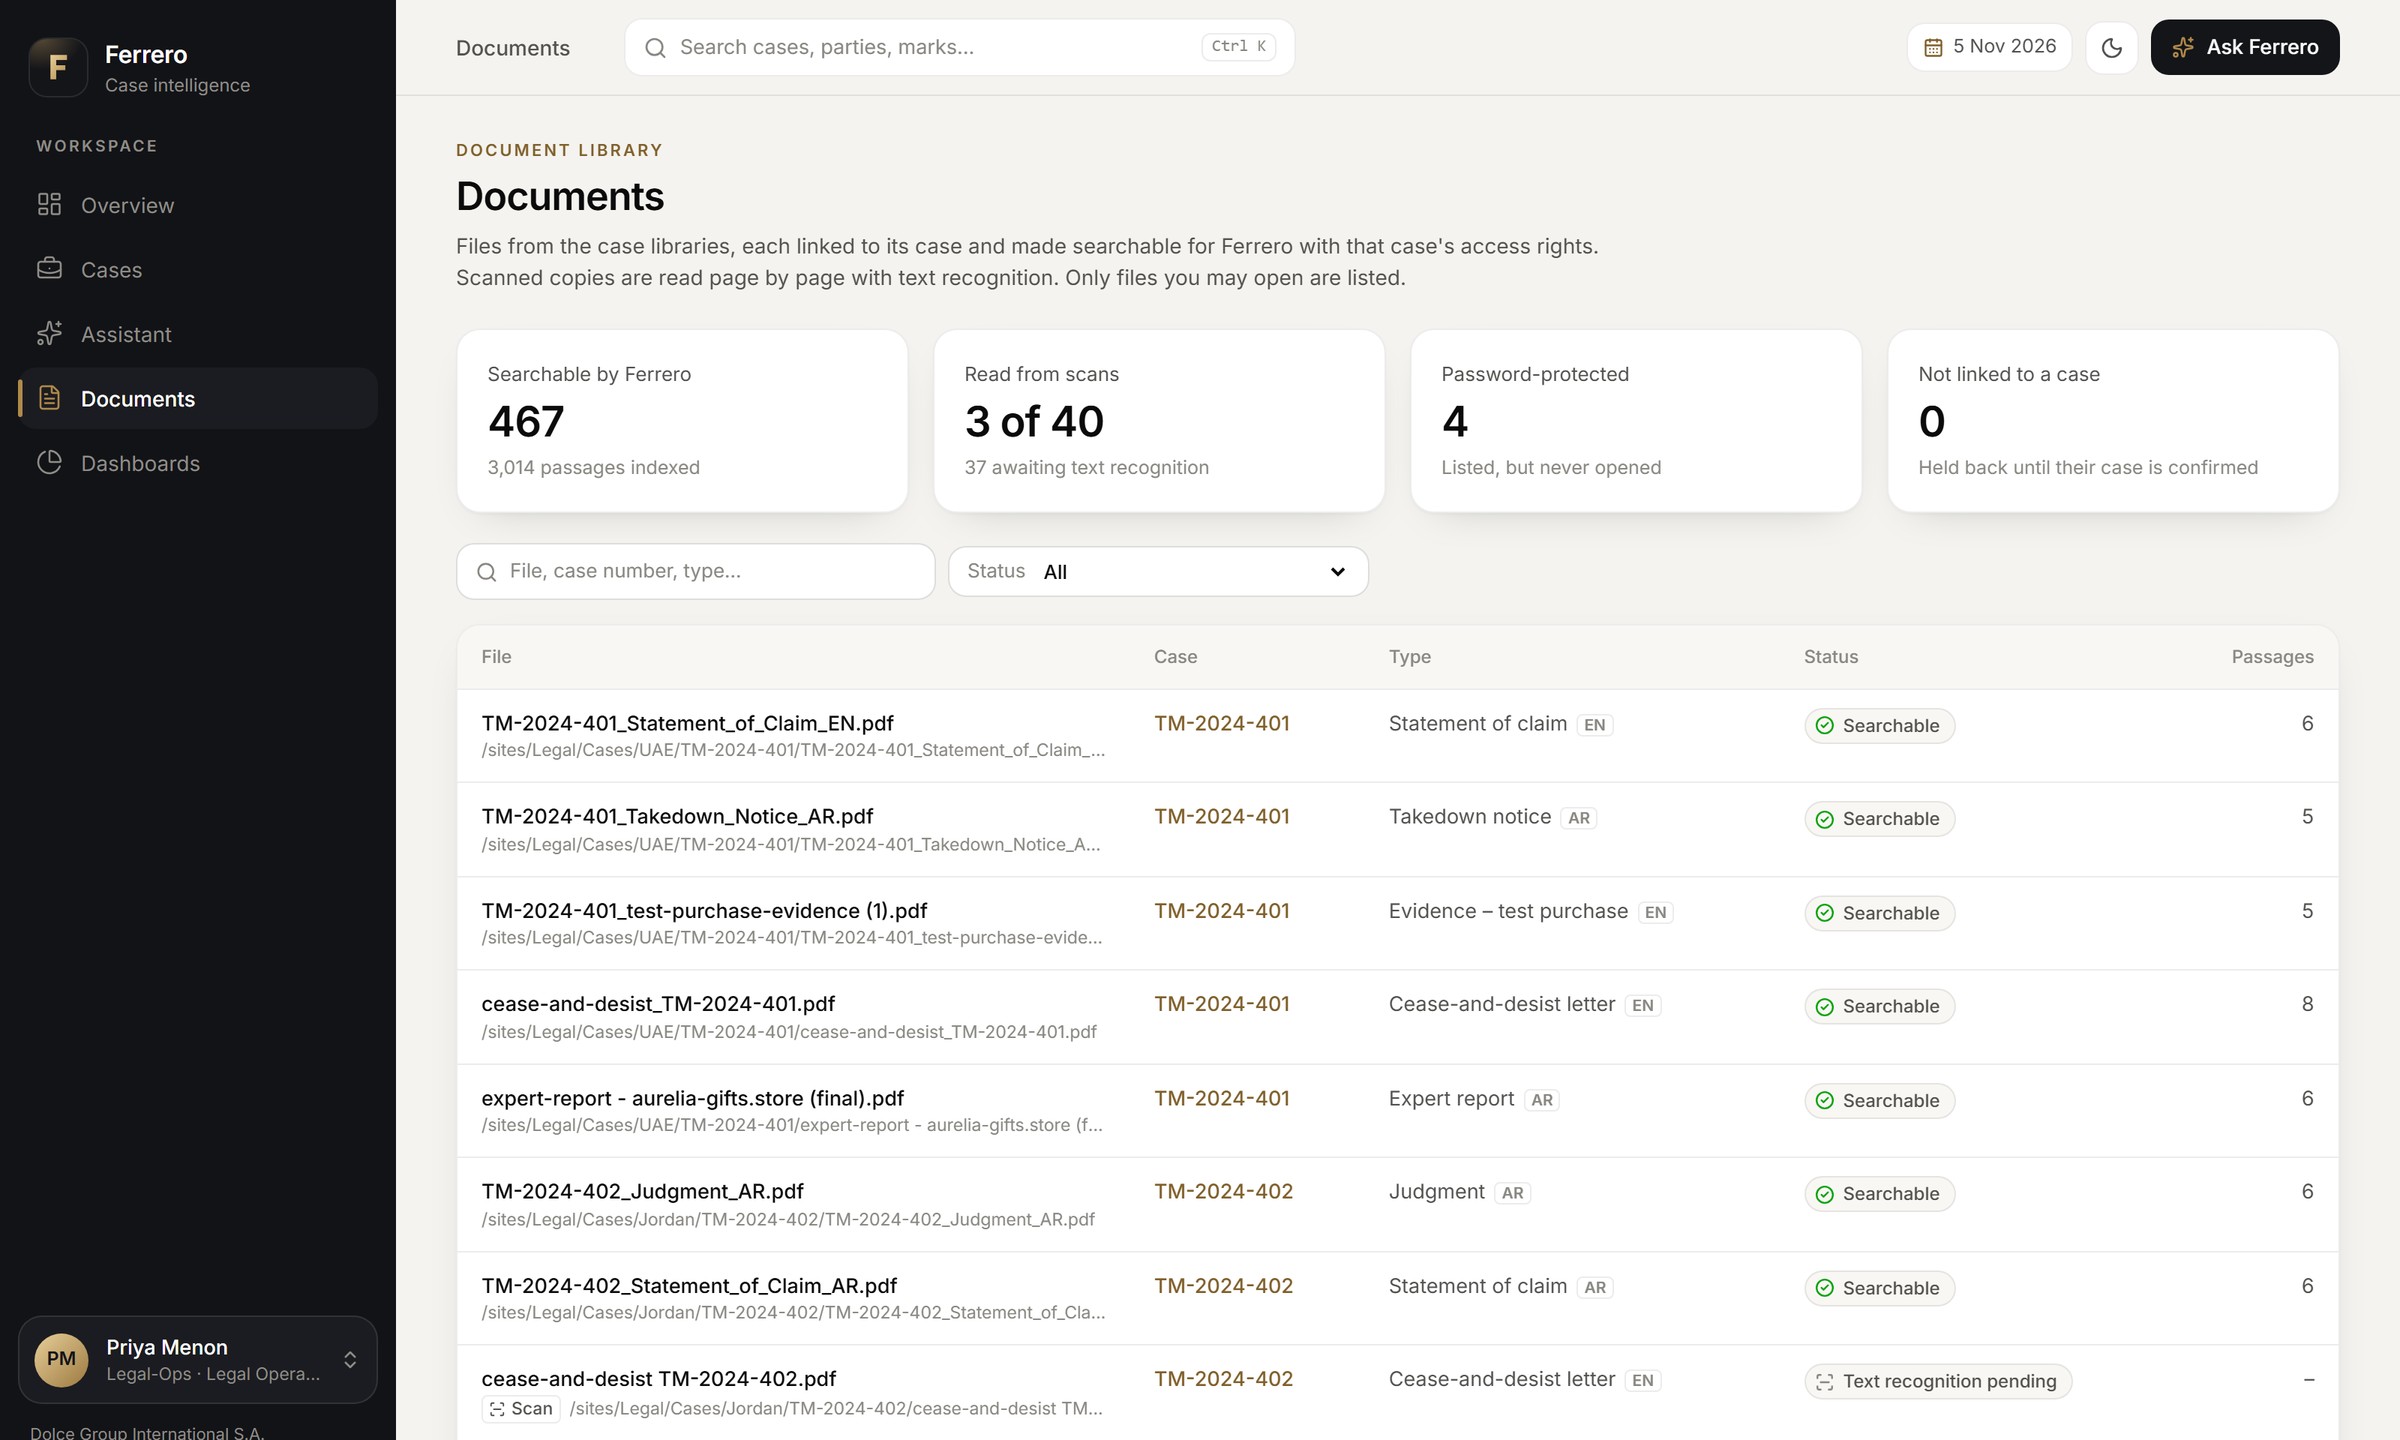 F
Ferrero
Case intelligence
WORKSPACE
Overview
Cases
Assistant
Documents
Dashboards
PM
Priya Menon
Legal-Ops · Legal Opera...
Dolce Group International S.A.
Documents
Search cases, parties, marks...
Ctrl K
5 Nov 2026
Ask Ferrero
DOCUMENT LIBRARY
Documents
Files from the case libraries, each linked to its case and made searchable for Ferrero with that case's access rights.
Scanned copies are read page by page with text recognition. Only files you may open are listed.
Searchable by Ferrero
467
3,014 passages indexed
Read from scans
3 of 40
37 awaiting text recognition
Password-protected
4
Listed, but never opened
Not linked to a case
0
Held back until their case is confirmed
File, case number, type...
Status All
File Case Type Status Passages
TM-2024-401_Statement_of_Claim_EN.pdf TM-2024-401 Statement of claim EN Searchable 6
/sites/Legal/Cases/UAE/TM-2024-401/TM-2024-401_Statement_of_Claim_...
TM-2024-401_Takedown_Notice_AR.pdf TM-2024-401 Takedown notice AR Searchable 5
/sites/Legal/Cases/UAE/TM-2024-401/TM-2024-401_Takedown_Notice_A...
TM-2024-401_test-purchase-evidence (1).pdf TM-2024-401 Evidence – test purchase EN Searchable 5
/sites/Legal/Cases/UAE/TM-2024-401/TM-2024-401_test-purchase-evide...
cease-and-desist_TM-2024-401.pdf TM-2024-401 Cease-and-desist letter EN Searchable 8
/sites/Legal/Cases/UAE/TM-2024-401/cease-and-desist_TM-2024-401.pdf
expert-report - aurelia-gifts.store (final).pdf TM-2024-401 Expert report AR Searchable 6
/sites/Legal/Cases/UAE/TM-2024-401/expert-report - aurelia-gifts.store (f...
TM-2024-402_Judgment_AR.pdf TM-2024-402 Judgment AR Searchable 6
/sites/Legal/Cases/Jordan/TM-2024-402/TM-2024-402_Judgment_AR.pdf
TM-2024-402_Statement_of_Claim_AR.pdf TM-2024-402 Statement of claim AR Searchable 6
/sites/Legal/Cases/Jordan/TM-2024-402/TM-2024-402_Statement_of_Cla...
cease-and-desist TM-2024-402.pdf TM-2024-402 Cease-and-desist letter EN Text recognition pending –
Scan /sites/Legal/Cases/Jordan/TM-2024-402/cease-and-desist TM...